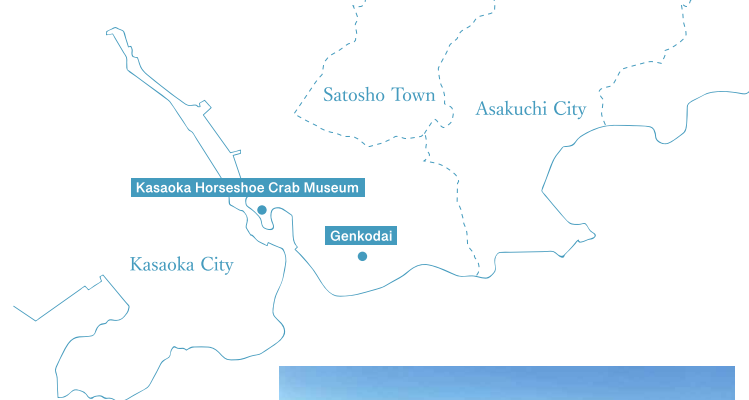 Satosho Town
Asakuchi City
Kasaoka Horseshoe Crab Museum
Genkodai
Kasaoka City